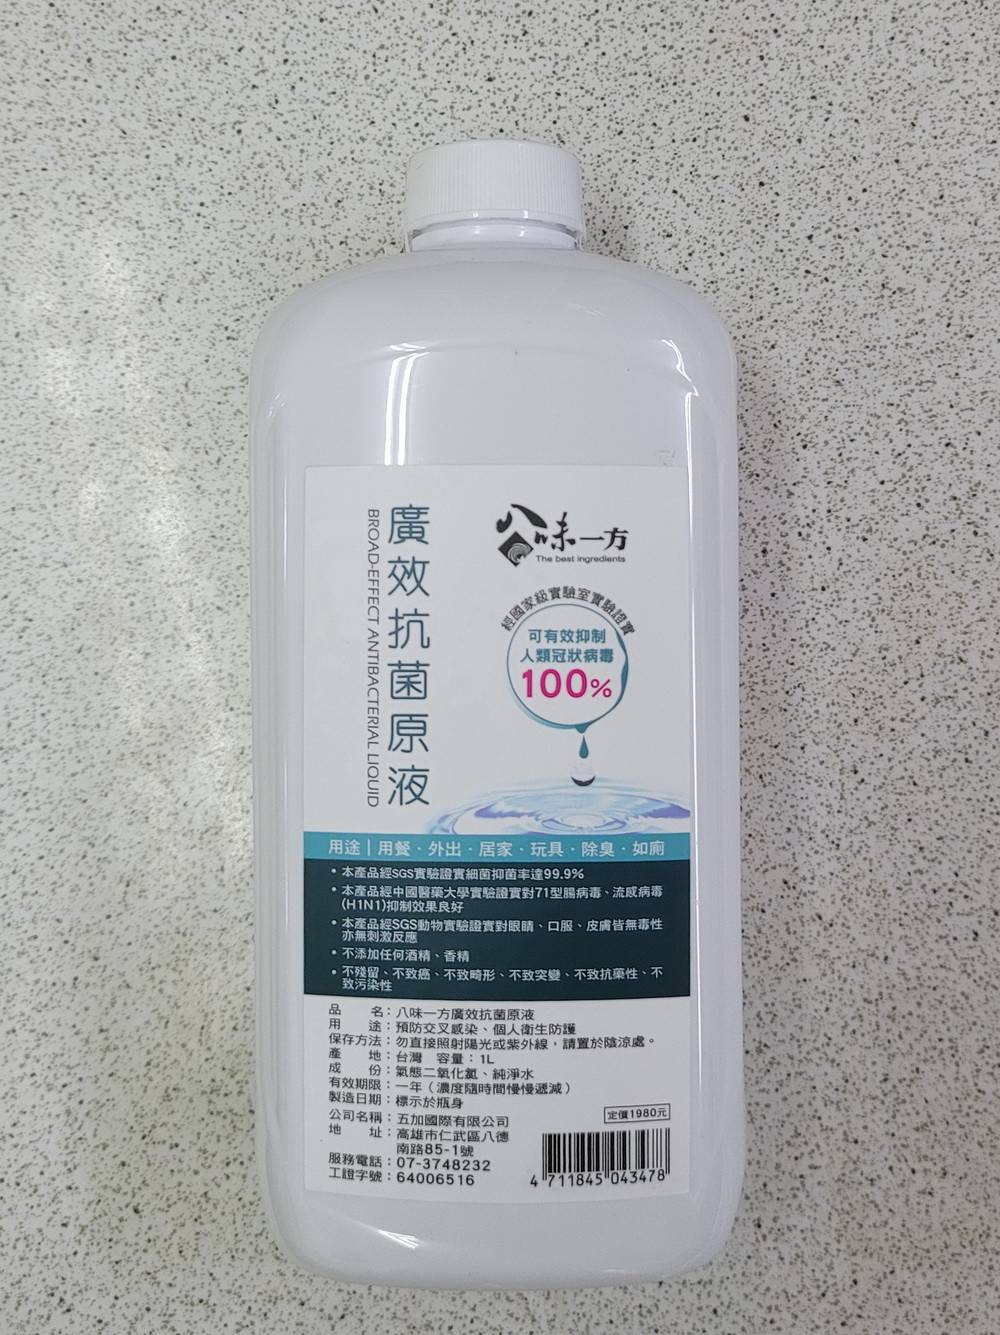 廣效抗菌原液
BROAD-EFFECT ANTIBACTERIAL LIQUID
八味一方
The best ingredients
經國家級實驗室實驗證實
可有效抑制
人類冠狀病毒
100%
用途｜用餐・外出・居家・玩具・除臭・如廁
• 本產品經SGS實驗證實細菌抑菌率達99.9%
• 本產品經中國醫藥大學實驗證實對71型腸病毒、流感病毒
(H1N1)抑制效果良好
• 本產品經SGS動物實驗證實對眼睛、口服、皮膚皆無毒性
亦無刺激反應
• 不添加任何酒精、香精
• 不殘留、不致癌、不致畸形、不致突變、不致抗藥性、不
致污染性
品　　名：八味一方廣效抗菌原液
用　　途：預防交叉感染、個人衛生防護
保存方法：勿直接照射陽光或紫外線，請置於陰涼處。
產　　地：台灣　容量：1L
成　　份：氣態二氧化氯、純淨水
有效期限：一年（濃度隨時間慢慢遞減）
製造日期：標示於瓶身
公司名稱：五加國際有限公司
地　　址：高雄市仁武區八德
南路85-1號
服務電話：07-3748232
工證字號：64006516
定價1980元
4 711845 043478